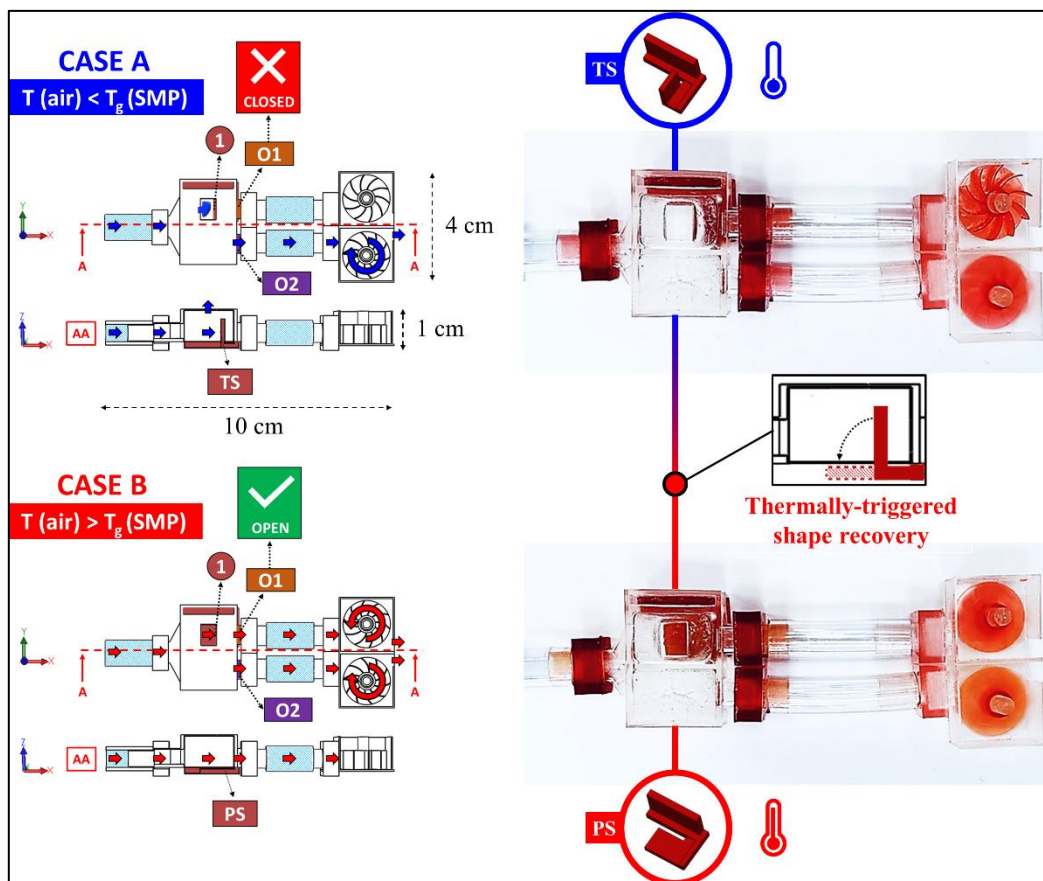 CASE A
T (air) < Tg (SMP)
CLOSED
1
O1
Y
X
A
A
O2
4 cm
Z
X
AA
1 cm
TS
10 cm
CASE B
T (air) > Tg (SMP)
OPEN
1
O1
Y
X
A
A
O2
Z
X
AA
PS
TS
Thermally-triggered
shape recovery
PS